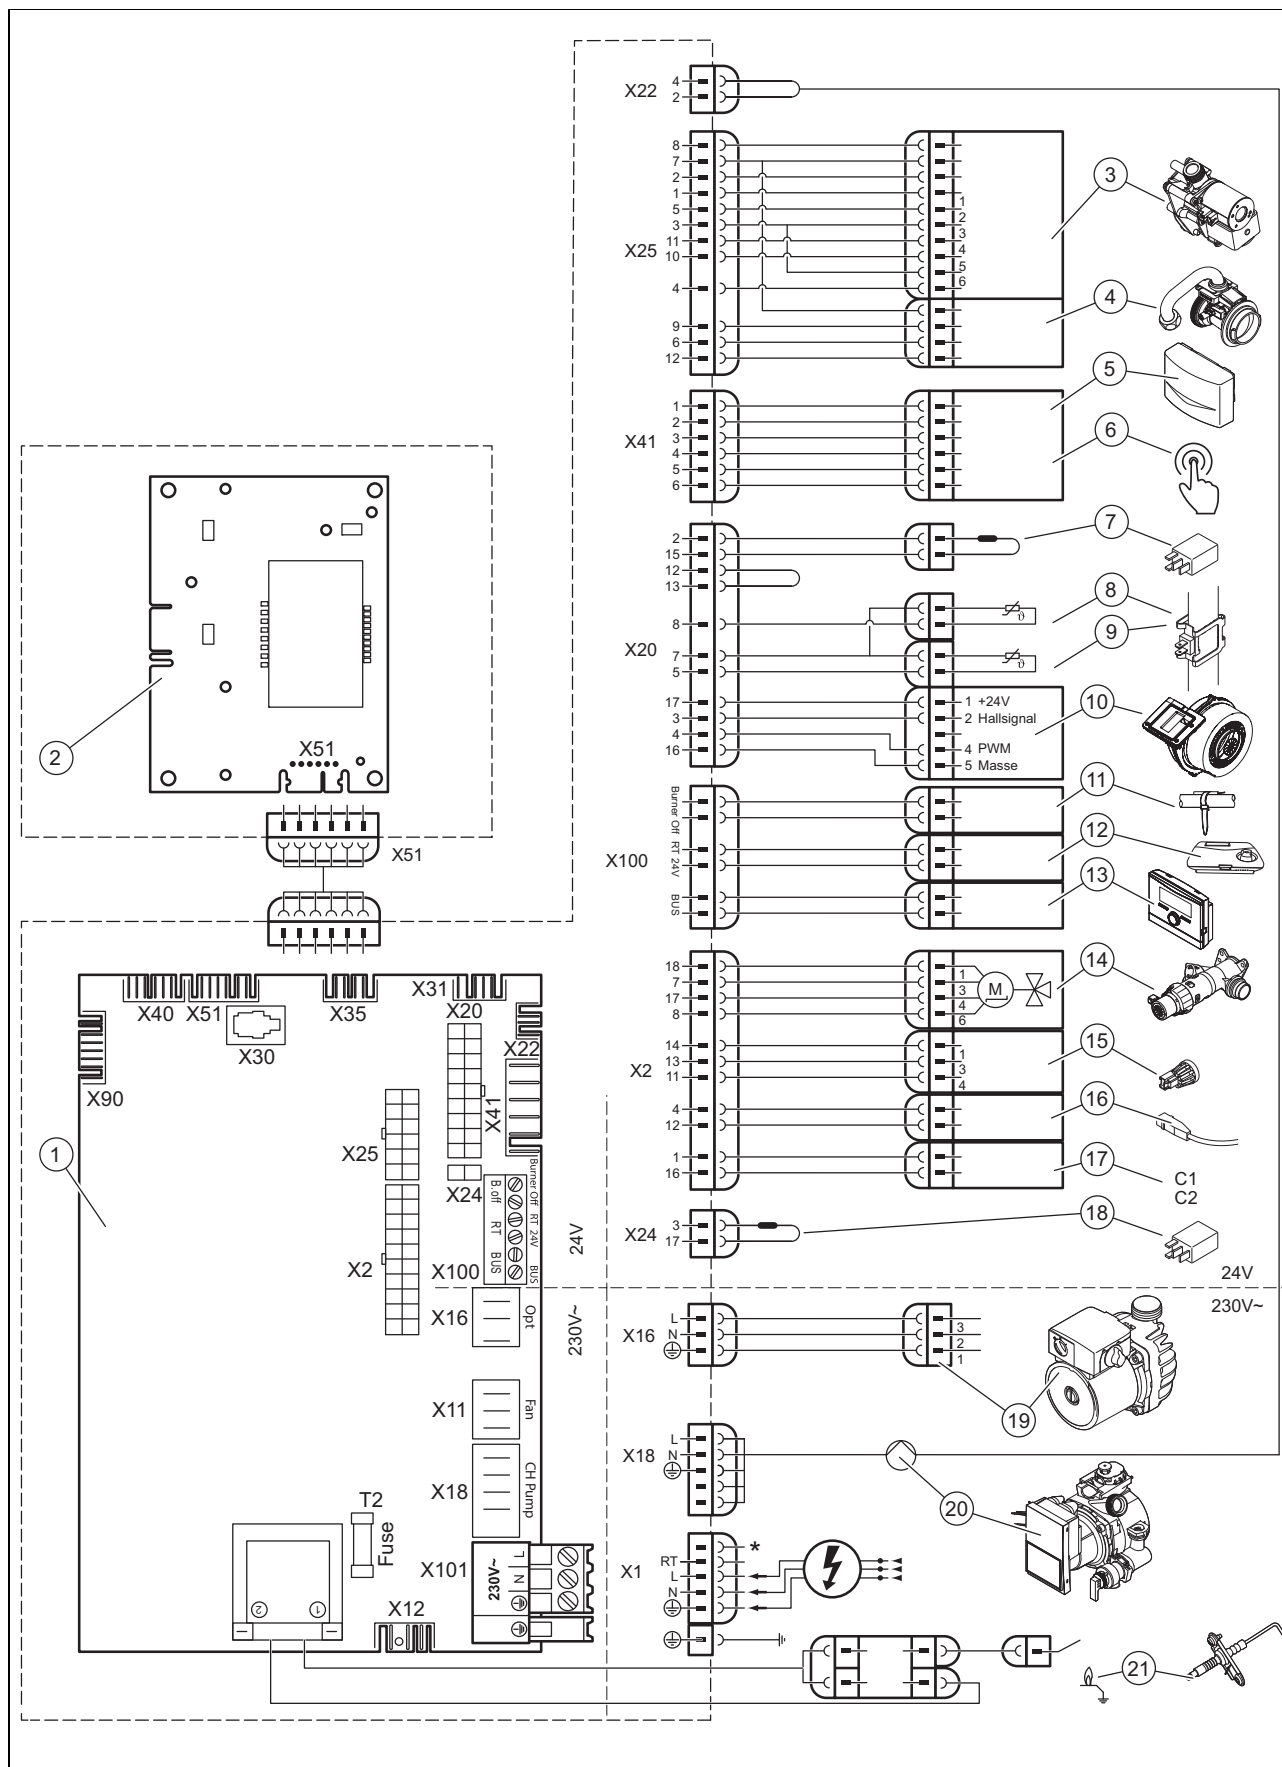 X22
4
2
X25
8
7
2
1
5
3
11
10
4
9
6
12
1
2
3
4
5
6
3
4
X41
1
2
3
4
5
6
5
6
X20
2
15
12
13
8
7
5
17
3
4
16
ϑ
ϑ
1 +24V
2 Hallsignal
4 PWM
5 Masse
7
8
9
10
X100
Burner Off
RT 24V
BUS
11
12
13
X2
18
7
17
8
14
13
11
4
12
1
16
1
3
4
6
M
1
3
4
14
15
16
17
C1
C2
X24
3
17
18
24V
230V~
X16
L
N
3
2
1
19
X18
L
N
20
X1
*
RT
L
N
21
2
X51
X51
X40
X51
X30
X35
X31
X20
X22
X90
X41
X25
X24
X2
X100
B.off
RT
BUS
Burner Off
RT 24V
BUS
24V
230V~
1
X16
Opt
X11
Fan
X18
CH Pump
T2
Fuse
X101
230V~
L
N
2
1
X12